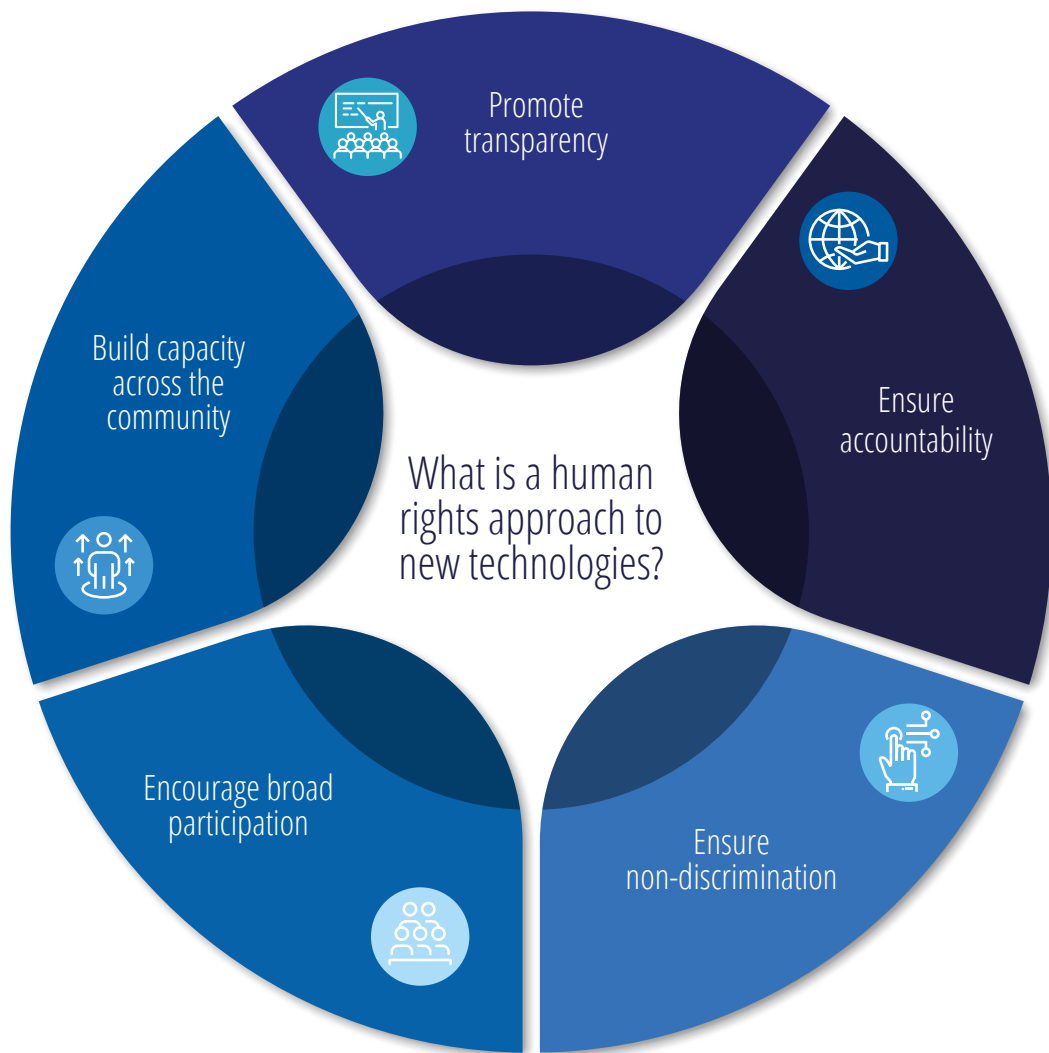 Promote
transparency
Ensure
accountability
Ensure
non-discrimination
Encourage broad
participation
Build capacity
across the
community
What is a human
rights approach to
new technologies?